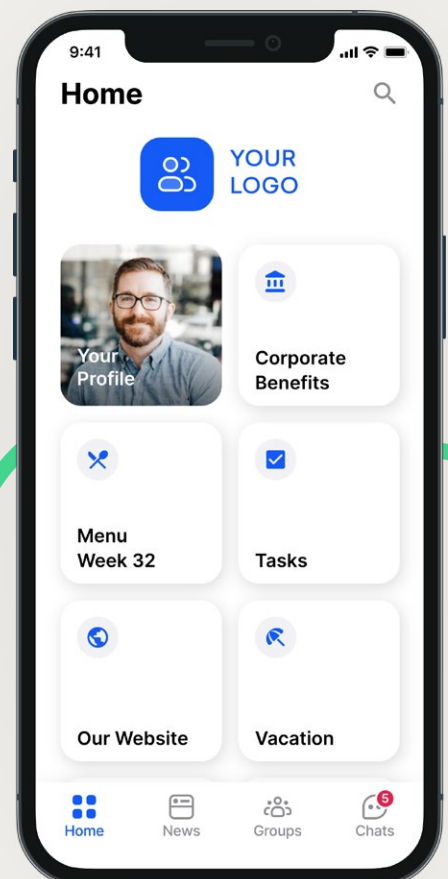 9:41
Home
YOUR
LOGO
Your
Profile
Corporate
Benefits
Menu
Week 32
Tasks
Our Website
Vacation
5
Home
News
Groups
Chats